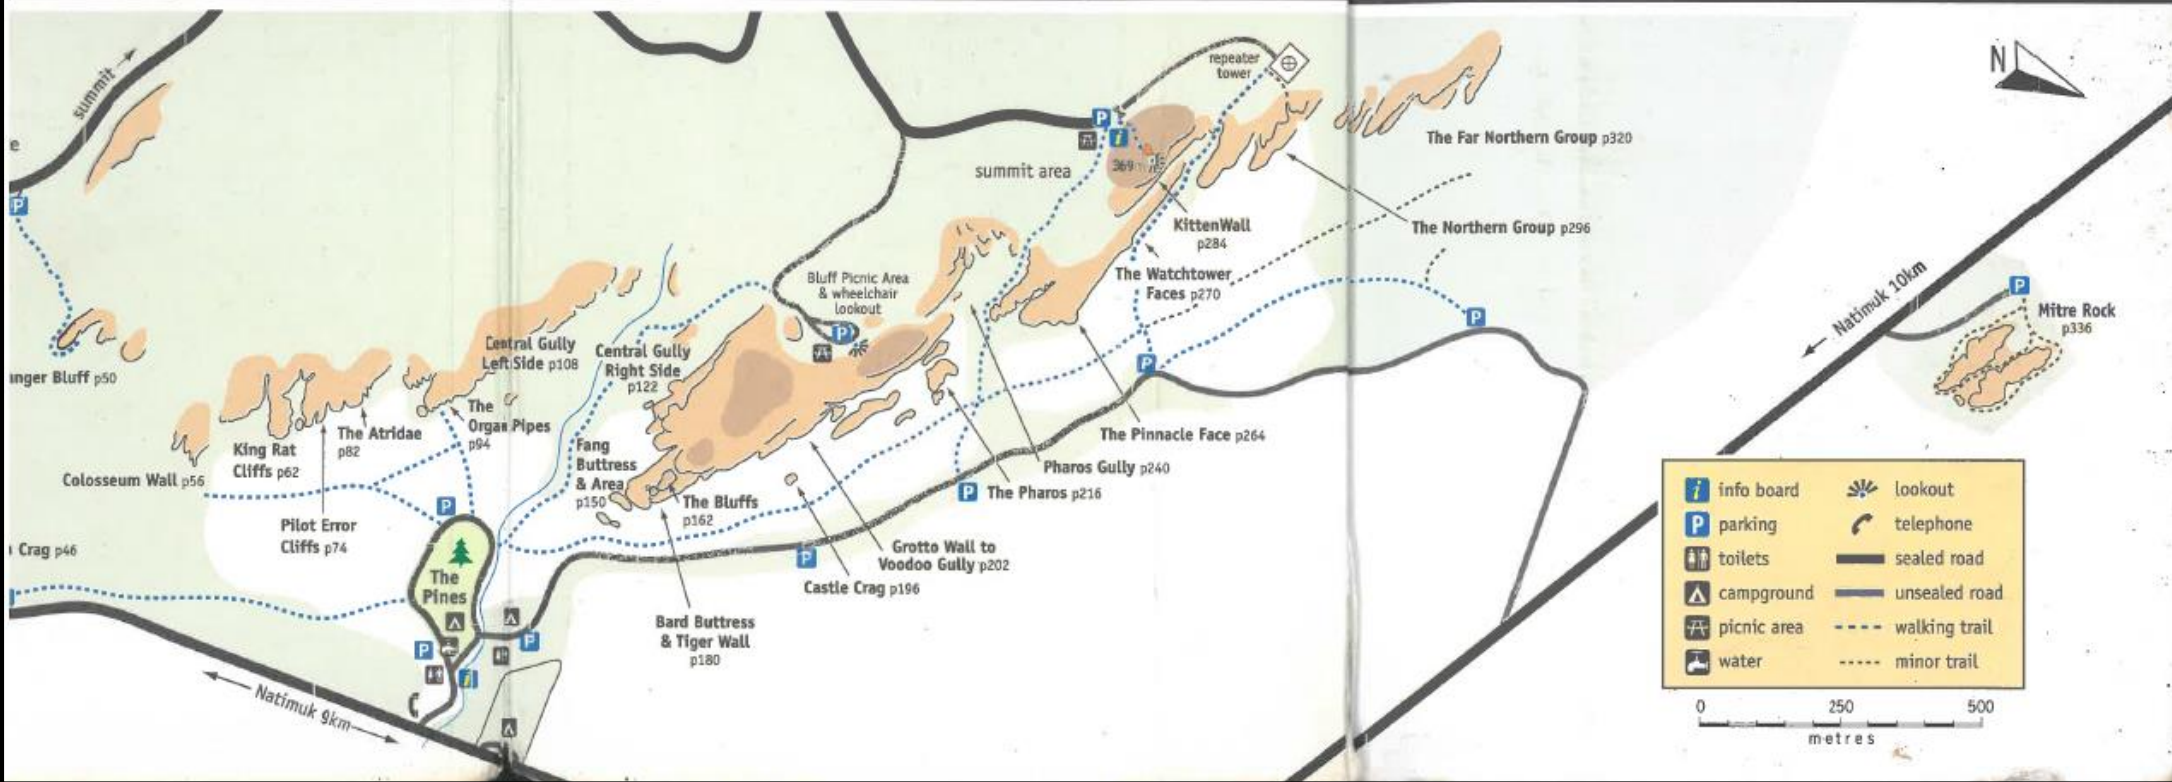 summit
repeater
tower
N
The Far Northern Group p320
369
summit area
KittenWall
p284
The Northern Group p296
The Watchtower
Faces p270
Bluff Picnic Area
& wheelchair
lookout
Natimuk 10km
Mitre Rock
p336
Central Gully
Left Side p108
Central Gully
Right Side
p122
Bluff p50
The
Organ Pipes
p94
The Atridae
p82
King Rat
Cliffs p62
Colosseum Wall p56
Fang
Buttress
& Area
p150
The Bluffs
p162
The Pinnacle Face p264
Pharos Gully p240
The Pharos p216
Pilot Error
Cliffs p74
Crag p46
Grotto Wall to
Voodoo Gully p202
Castle Crag p196
The
Pines
Bard Buttress
& Tiger Wall
p180
Natimuk 9km
P
P
P
P
P
P
P
P
P
P
P
i
i
i info board
lookout
P parking
telephone
toilets
sealed road
campground
unsealed road
picnic area
walking trail
water
minor trail
0 250 500
metres